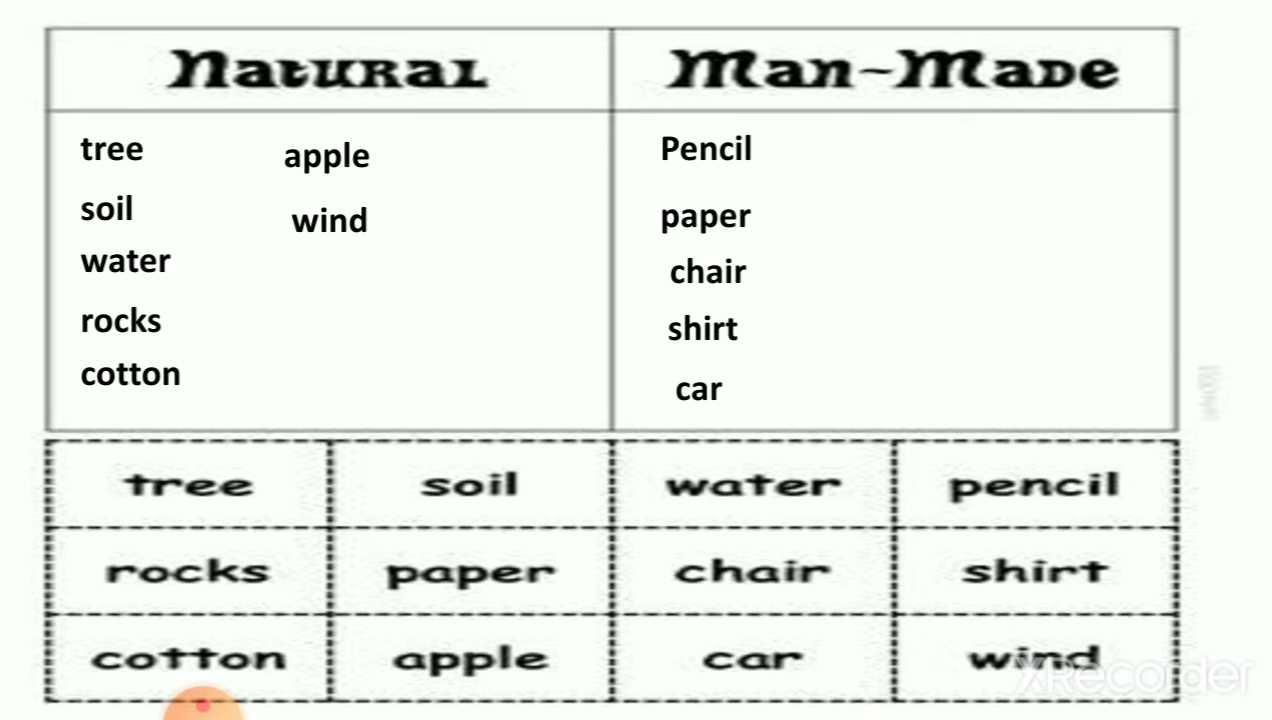 Natural Man-Made
tree apple Pencil
soil wind paper
water chair
rocks shirt
cotton car
tree soil water pencil
rocks paper chair shirt
cotton apple car wind
XRecorder